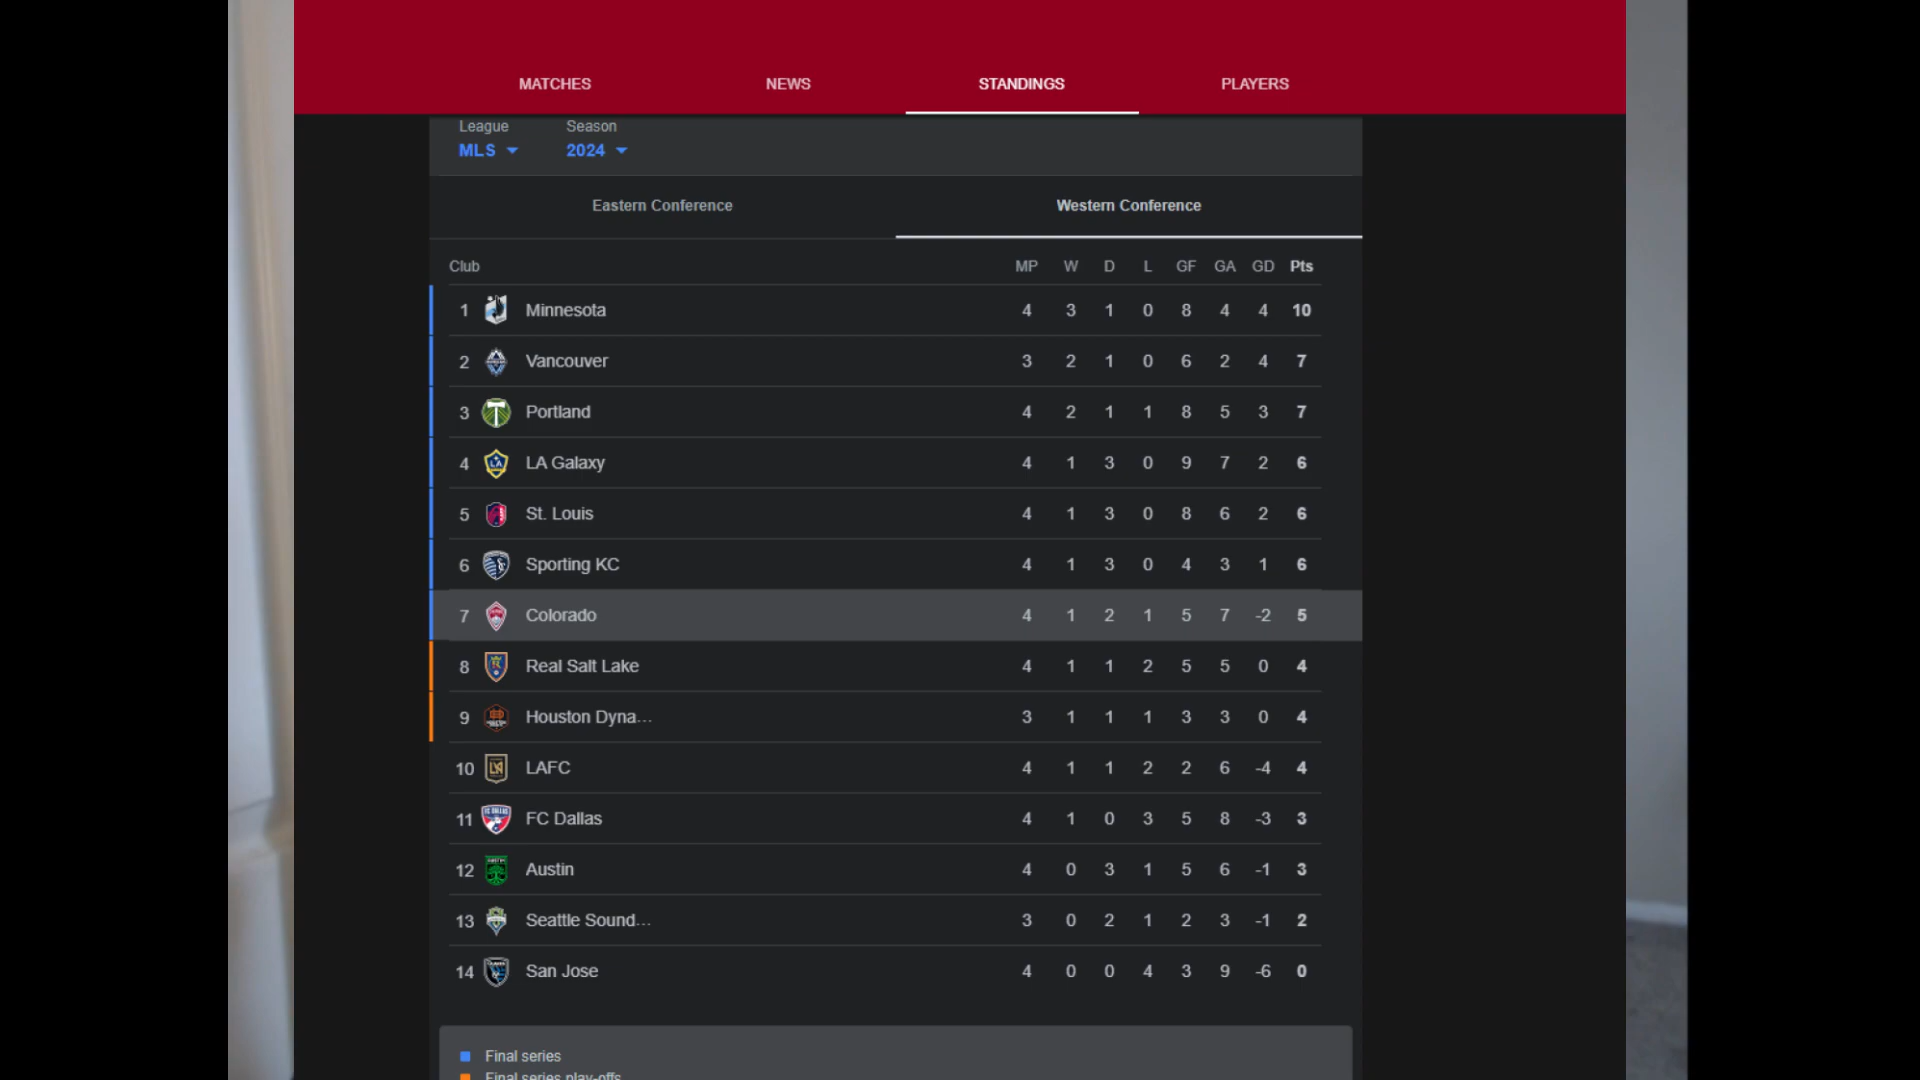 MATCHES NEWS STANDINGS PLAYERS
League Season
MLS 2024
Eastern Conference Western Conference
Club MP W D L GF GA GD Pts
1 Minnesota 4 3 1 0 8 4 4 10
2 Vancouver 3 2 1 0 6 2 4 7
3 Portland 4 2 1 1 8 5 3 7
4 LA Galaxy 4 1 3 0 9 7 2 6
5 St. Louis 4 1 3 0 8 6 2 6
6 Sporting KC 4 1 3 0 4 3 1 6
7 Colorado 4 1 2 1 5 7 -2 5
8 Real Salt Lake 4 1 1 2 5 5 0 4
9 Houston Dyna... 3 1 1 1 3 3 0 4
10 LAFC 4 1 1 2 2 6 -4 4
11 FC Dallas 4 1 0 3 5 8 -3 3
12 Austin 4 0 3 1 5 6 -1 3
13 Seattle Sound... 3 0 2 1 2 3 -1 2
14 San Jose 4 0 0 4 3 9 -6 0
Final series
Final series play-offs